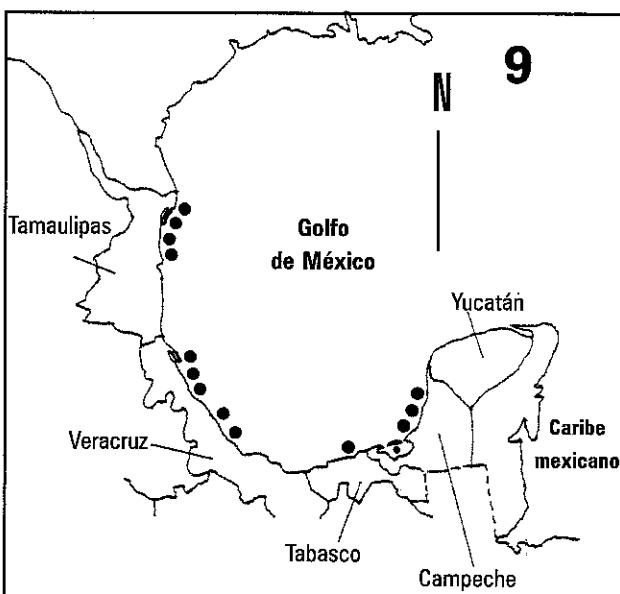 9
N
Tamaulipas
Golfo
de México
Yucatán
Veracruz
Caribe
mexicano
Tabasco
Campeche